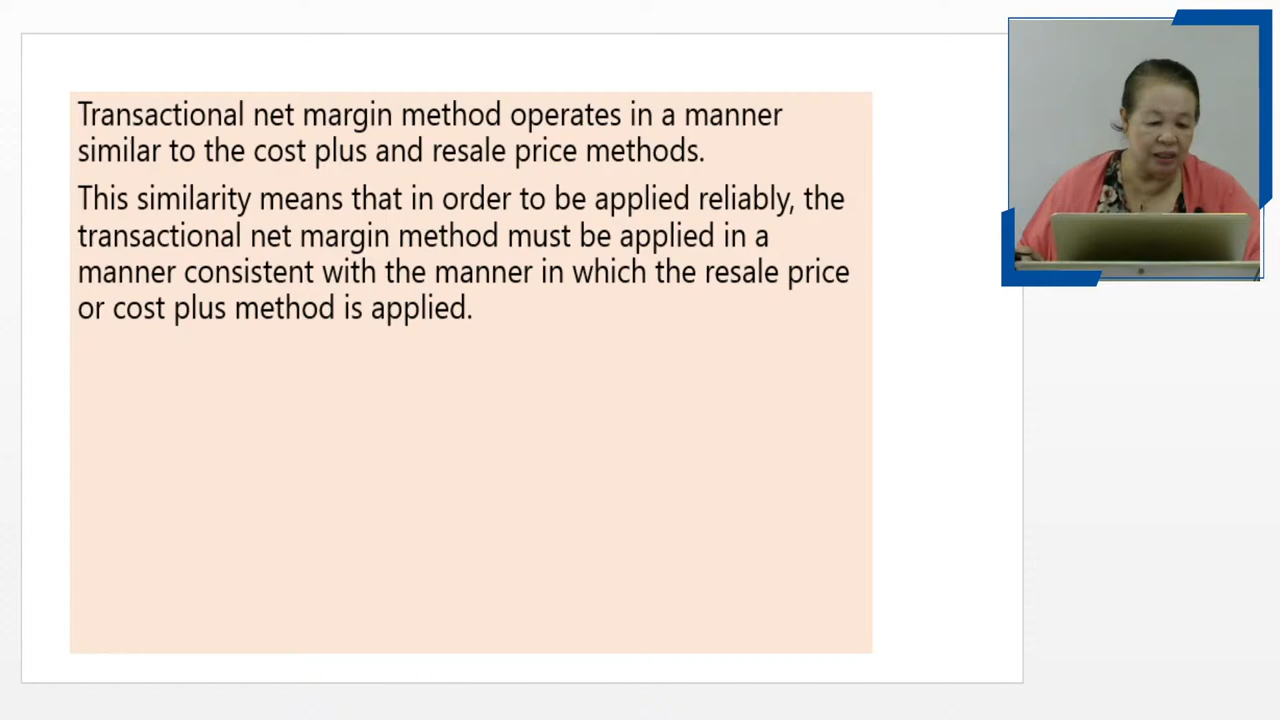 Transactional net margin method operates in a manner
similar to the cost plus and resale price methods.
This similarity means that in order to be applied reliably, the
transactional net margin method must be applied in a
manner consistent with the manner in which the resale price
or cost plus method is applied.